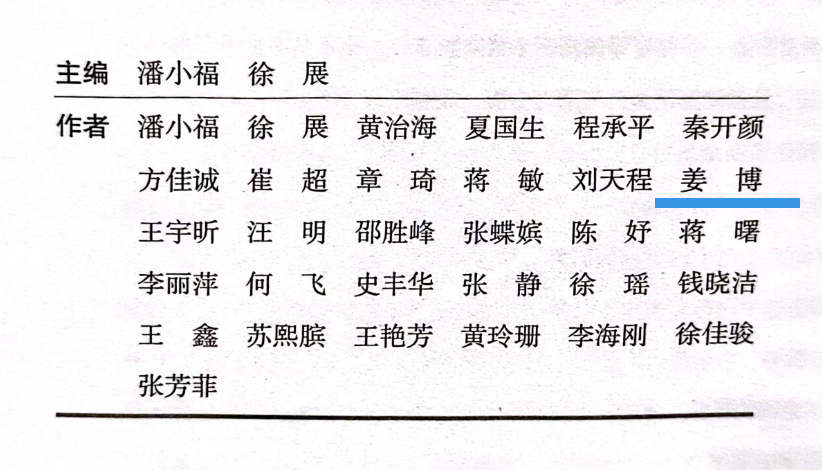 主编 潘小福 徐 展
作者 潘小福 徐 展 黄治海 夏国生 程承平 秦开颜
方佳诚 崔 超 章 琦 蒋 敏 刘天程 姜 博
王宇昕 汪 明 邵胜峰 张蝶嫔 陈 妤 蒋 曙
李丽萍 何 飞 史丰华 张 静 徐 瑶 钱晓洁
王 鑫 苏熙膑 王艳芳 黄玲珊 李海刚 徐佳骏
张芳菲